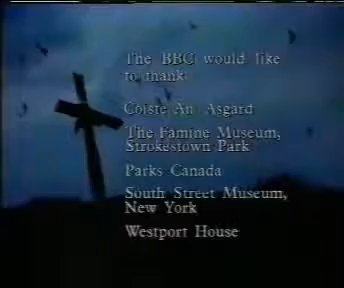 The BBC would like
to thank
Coiste An Asgard
The Famine Museum,
Strokestown Park
Parks Canada
South Street Museum,
New York
Westport House